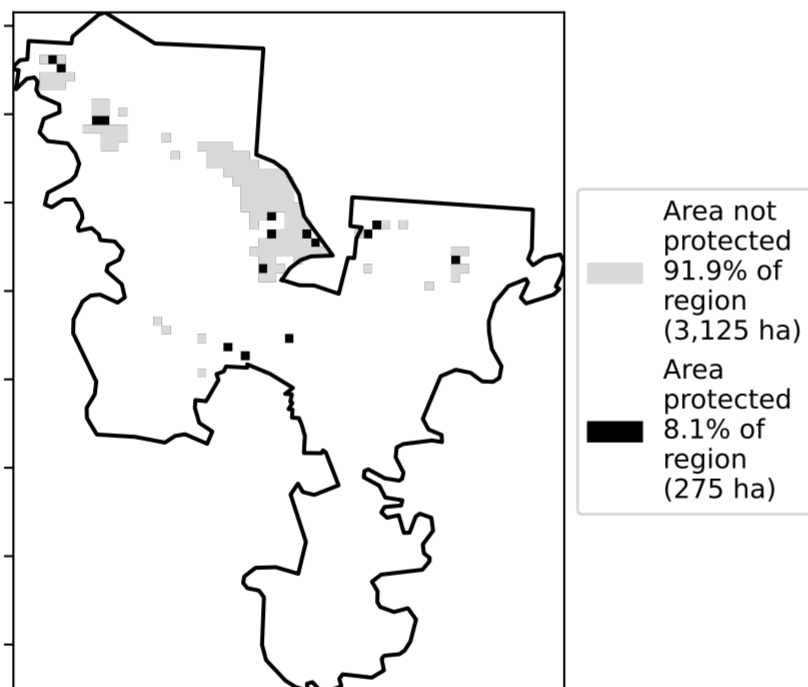 Area not
protected
91.9% of
region
(3,125 ha)
Area
protected
8.1% of
region
(275 ha)